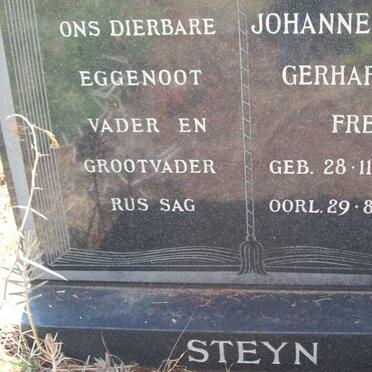 ONS DIERBARE
EGGENOOT
VADER EN
GROOTVADER
RUS SAG
JOHANNE
GERHAR
FRE
GEB. 28-11
OORL. 29-8
STEYN